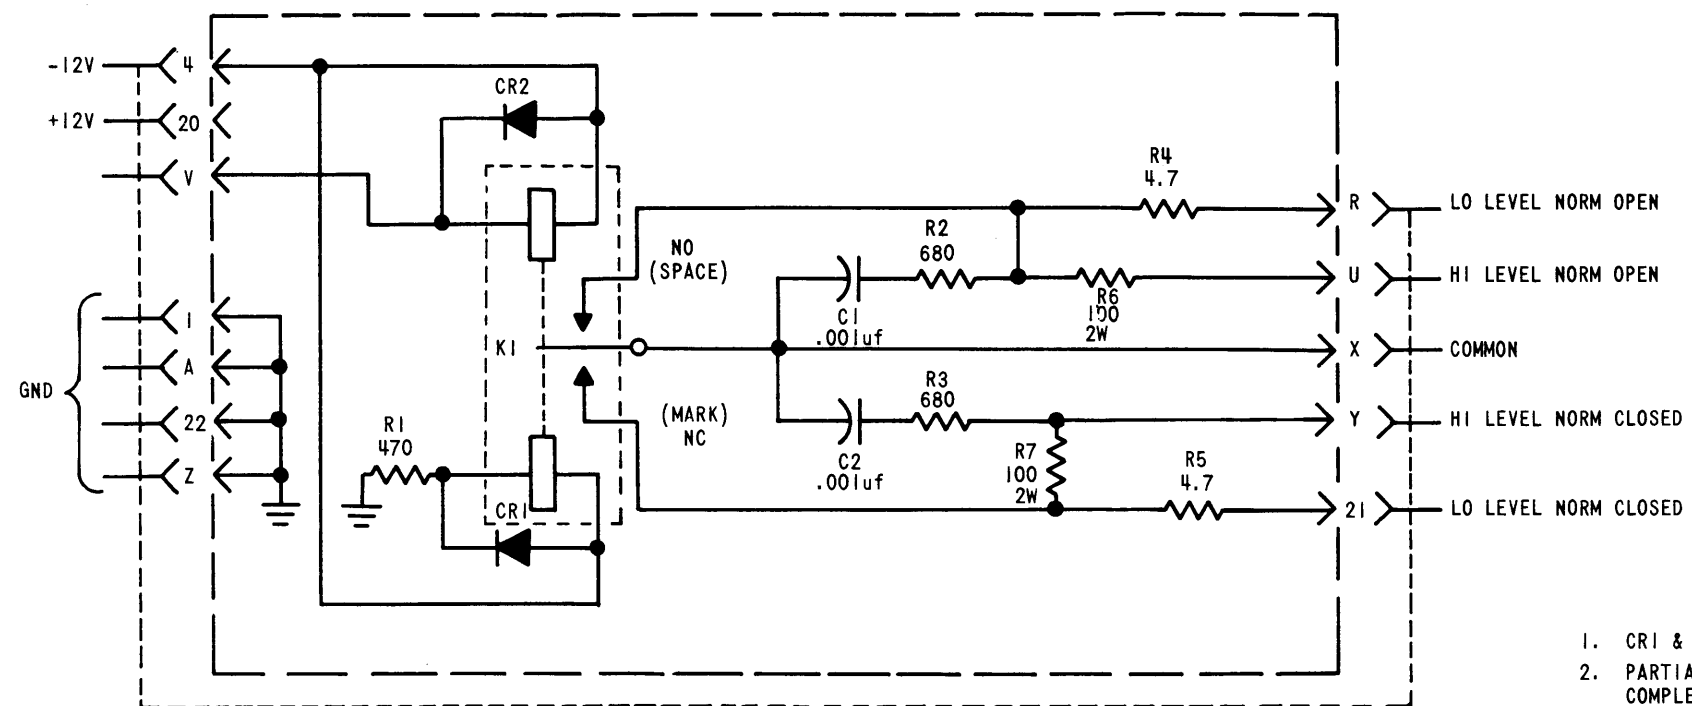 -12V
4
+12V
20
V
CR2
R4
4.7
R
LO LEVEL NORM OPEN
R2
680
NO
(SPACE)
U
HI LEVEL NORM OPEN
R6
100
2W
C1
.001uf
1
K1
X
COMMON
A
GND
R3
680
(MARK)
NC
22
Y
HI LEVEL NORM CLOSED
R1
470
R7
100
2W
C2
.001uf
R5
4.7
Z
CR1
21
LO LEVEL NORM CLOSED
1. CR1 &
2. PARTIA
COMPLE